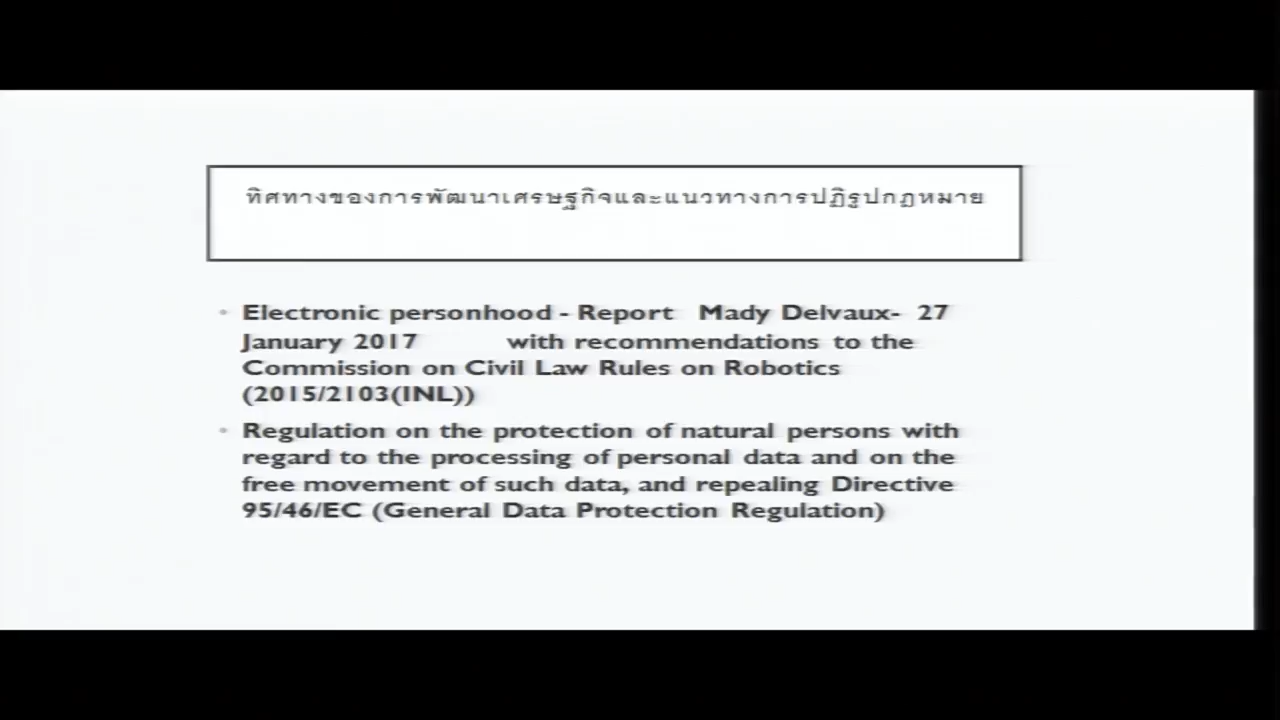 ทิศทางของการพัฒนาเศรษฐกิจและแนวทางการปฏิรูปกฎหมาย
• Electronic personhood - Report Mady Delvaux- 27
January 2017 with recommendations to the
Commission on Civil Law Rules on Robotics
(2015/2103(INL))
• Regulation on the protection of natural persons with
regard to the processing of personal data and on the
free movement of such data, and repealing Directive
95/46/EC (General Data Protection Regulation)